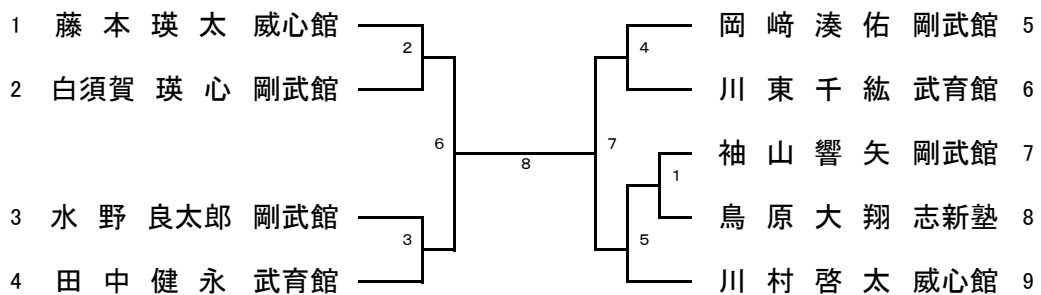 1 藤本瑛太 威心館
2
2 白須賀瑛心 剛武館
6
3 水野良太郎 剛武館
3
4 田中健永 武育館
8
岡﨑湊佑 剛武館 5
4
川東千紘 武育館 6
7
袖山響矢 剛武館 7
1
鳥原大翔 志新塾 8
5
川村啓太 威心館 9